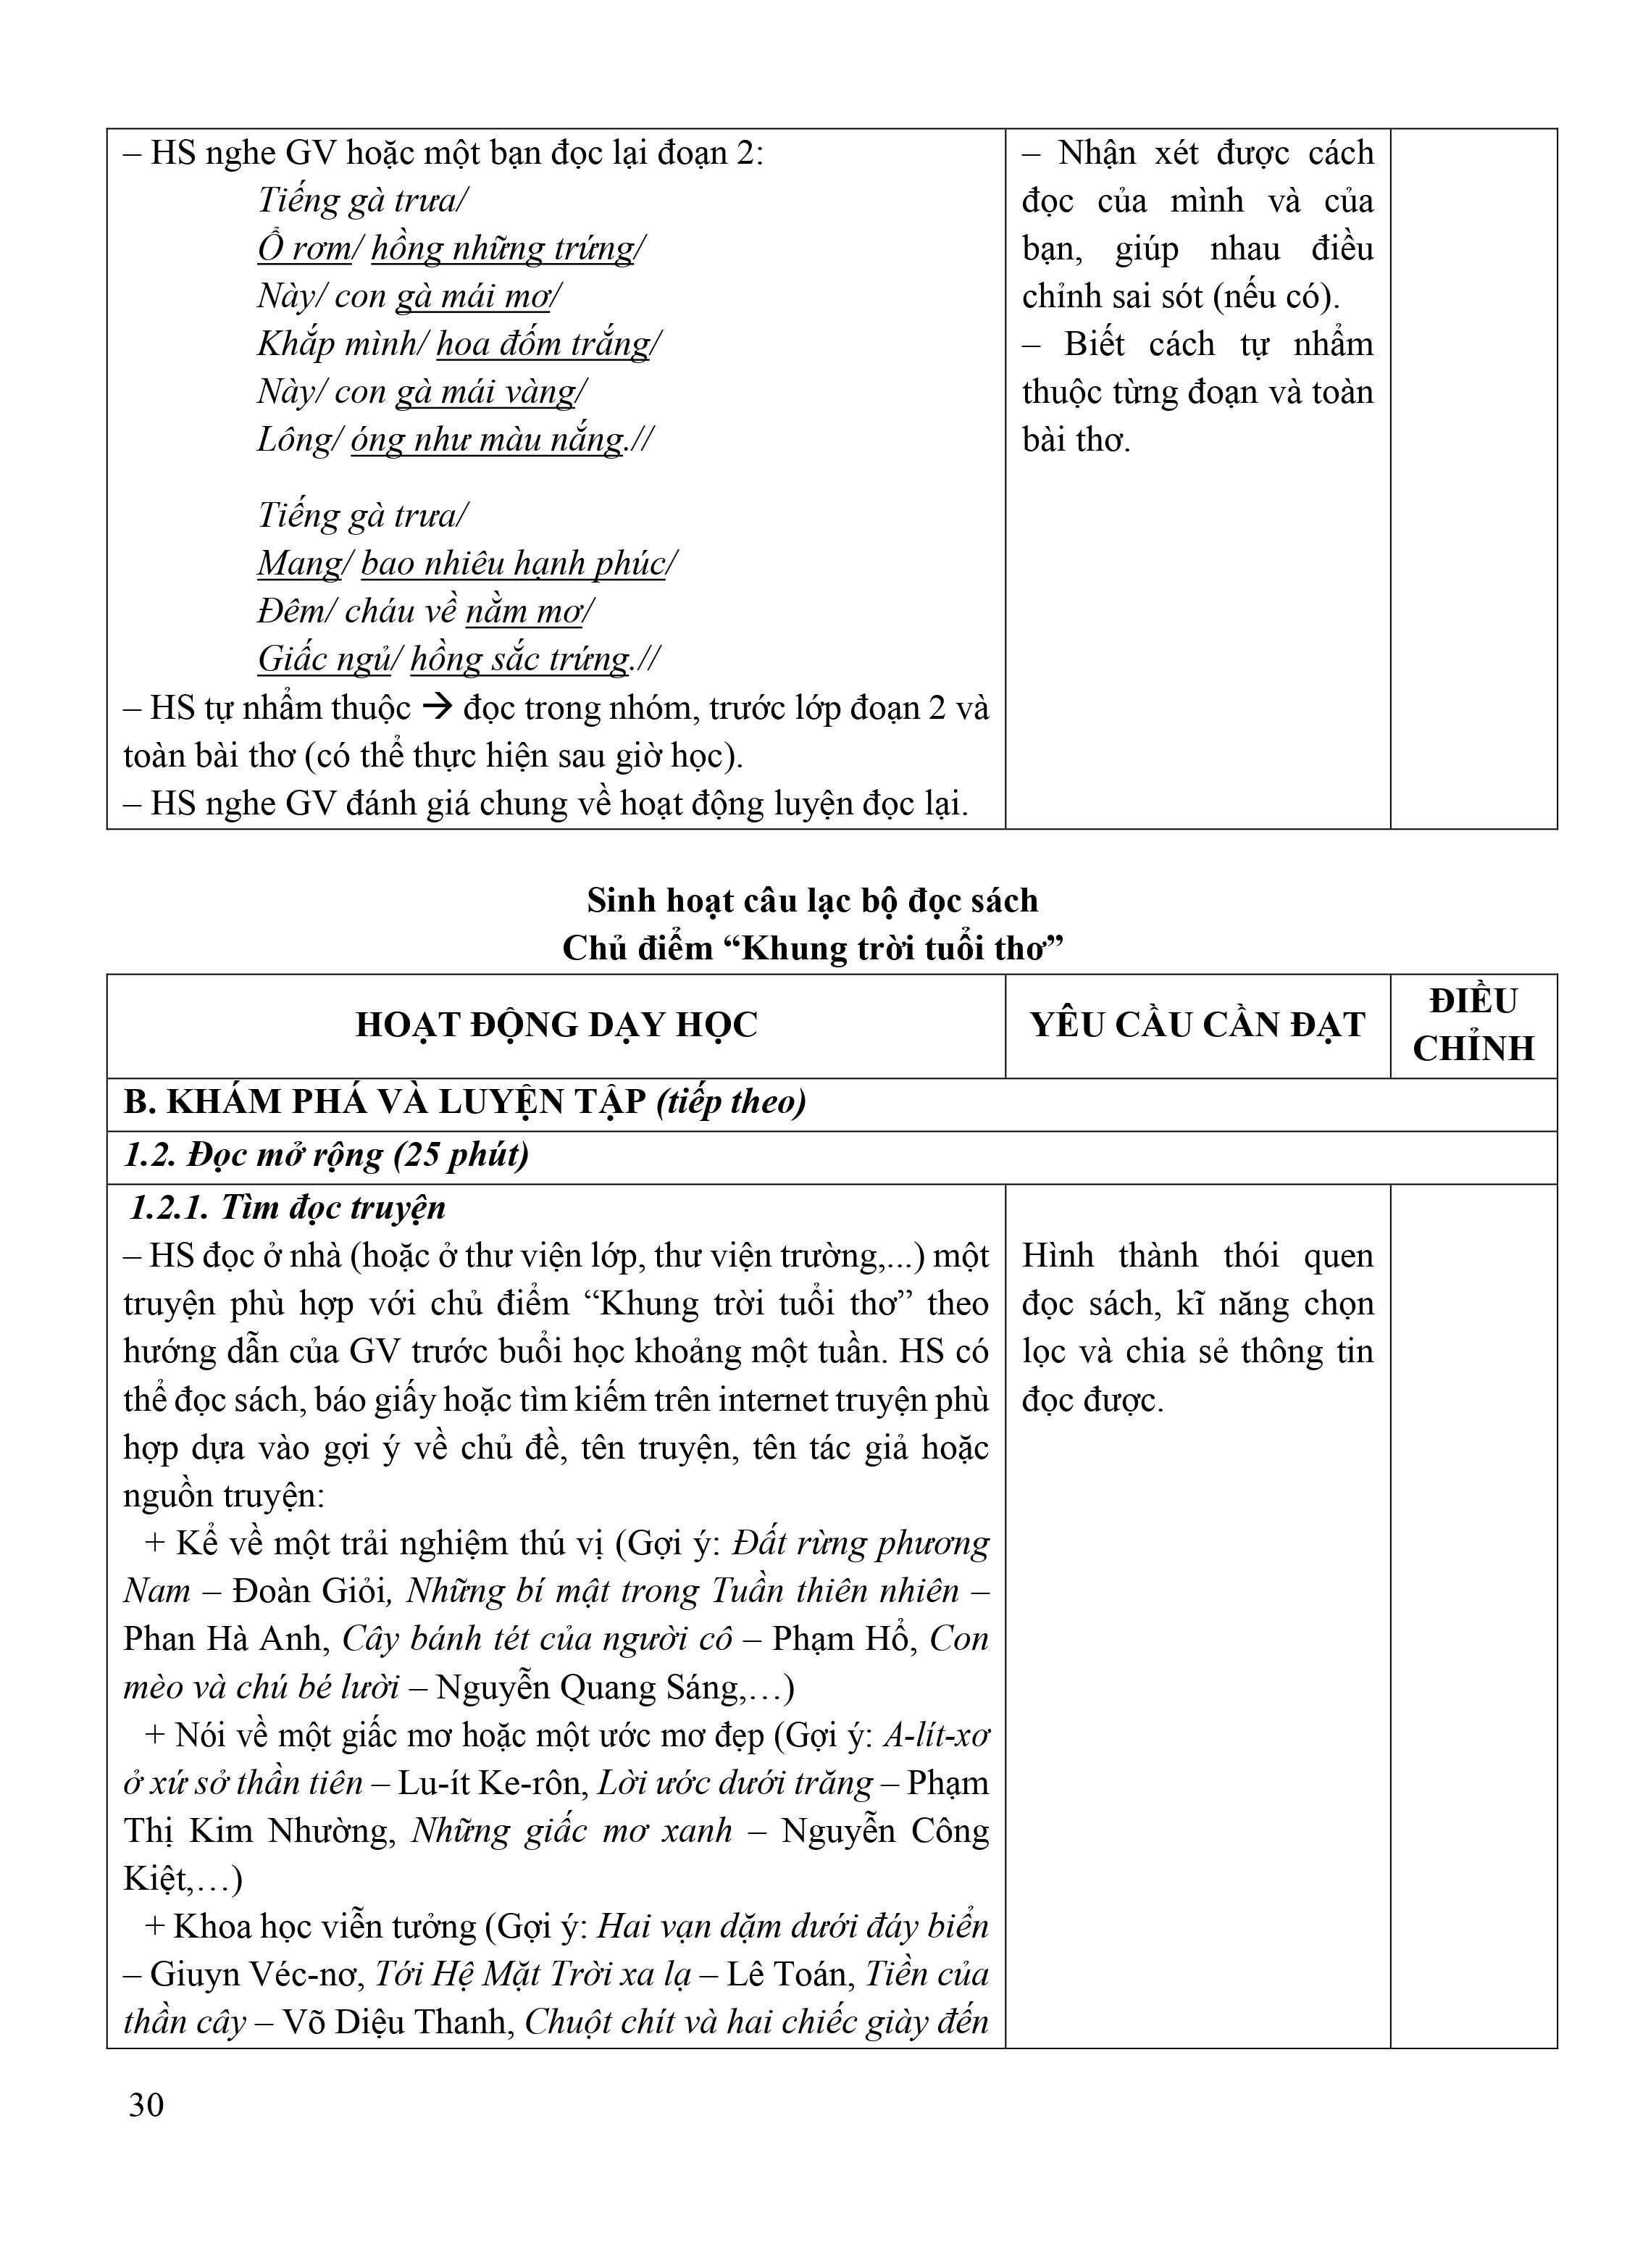 – HS nghe GV hoặc một bạn đọc lại đoạn 2:
Tiếng gà trưa/
Ổ rơm/ hồng những trứng/
Này/ con gà mái mơ/
Khắp mình/ hoa đốm trắng/
Này/ con gà mái vàng/
Lông/ óng như màu nắng.//
Tiếng gà trưa/
Mang/ bao nhiêu hạnh phúc/
Đêm/ cháu về nằm mơ/
Giấc ngủ/ hồng sắc trứng.//
– HS tự nhẩm thuộc → đọc trong nhóm, trước lớp đoạn 2 và
toàn bài thơ (có thể thực hiện sau giờ học).
– HS nghe GV đánh giá chung về hoạt động luyện đọc lại.
– Nhận xét được cách
đọc của mình và của
bạn, giúp nhau điều
chỉnh sai sót (nếu có).
– Biết cách tự nhẩm
thuộc từng đoạn và toàn
bài thơ.
Sinh hoạt câu lạc bộ đọc sách
Chủ điểm “Khung trời tuổi thơ”
HOẠT ĐỘNG DẠY HỌC
YÊU CẦU CẦN ĐẠT
ĐIỀU
CHỈNH
B. KHÁM PHÁ VÀ LUYỆN TẬP (tiếp theo)
1.2. Đọc mở rộng (25 phút)
1.2.1. Tìm đọc truyện
– HS đọc ở nhà (hoặc ở thư viện lớp, thư viện trường,...) một
truyện phù hợp với chủ điểm “Khung trời tuổi thơ” theo
hướng dẫn của GV trước buổi học khoảng một tuần. HS có
thể đọc sách, báo giấy hoặc tìm kiếm trên internet truyện phù
hợp dựa vào gợi ý về chủ đề, tên truyện, tên tác giả hoặc
nguồn truyện:
+ Kể về một trải nghiệm thú vị (Gợi ý: Đất rừng phương
Nam – Đoàn Giỏi, Những bí mật trong Tuần thiên nhiên –
Phan Hà Anh, Cây bánh tét của người cô – Phạm Hổ, Con
mèo và chú bé lười – Nguyễn Quang Sáng,…)
+ Nói về một giấc mơ hoặc một ước mơ đẹp (Gợi ý: A-lít-xơ
ở xứ sở thần tiên – Lu-ít Ke-rôn, Lời ước dưới trăng – Phạm
Thị Kim Nhường, Những giấc mơ xanh – Nguyễn Công
Kiệt,…)
+ Khoa học viễn tưởng (Gợi ý: Hai vạn dặm dưới đáy biển
– Giuyn Véc-nơ, Tới Hệ Mặt Trời xa lạ – Lê Toán, Tiền của
thần cây – Võ Diệu Thanh, Chuột chít và hai chiếc giày đến
Hình thành thói quen
đọc sách, kĩ năng chọn
lọc và chia sẻ thông tin
đọc được.
30